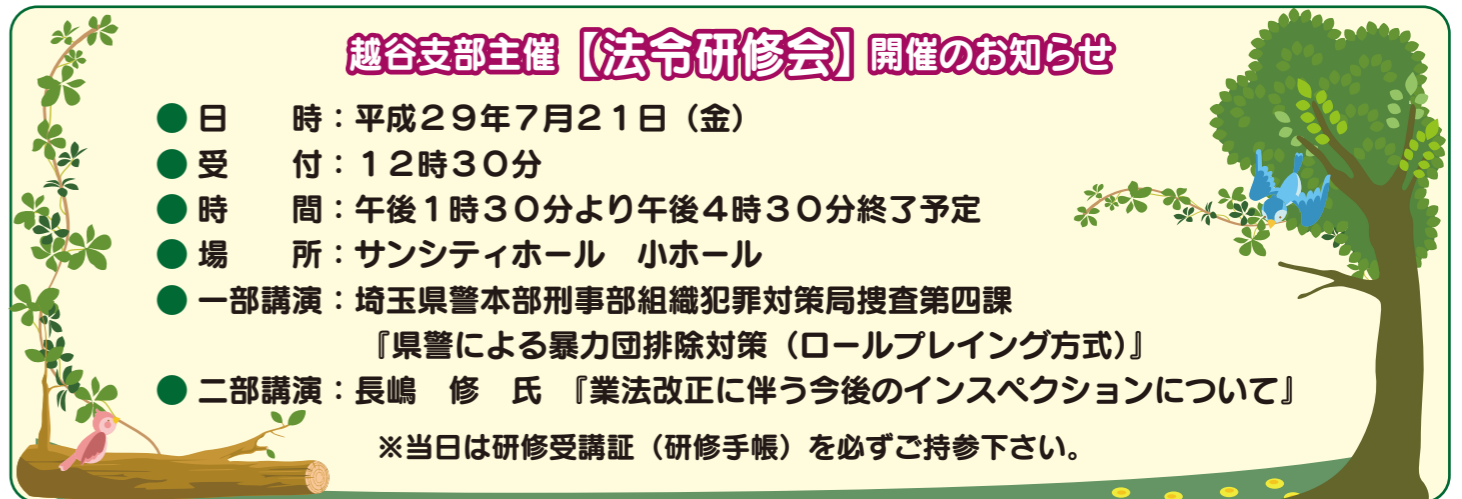 越谷支部主催【法令研修会】開催のお知らせ
● 日　　時：平成２９年７月２１日（金）
● 受　　付：１２時３０分
● 時　　間：午後１時３０分より午後４時３０分終了予定
● 場　　所：サンシティホール　小ホール
● 一部講演：埼玉県警本部刑事部組織犯罪対策局捜査第四課
『県警による暴力団排除対策（ロールプレイング方式）』
● 二部講演：長嶋　修　氏　『業法改正に伴う今後のインスペクションについて』
※当日は研修受講証（研修手帳）を必ずご持参下さい。